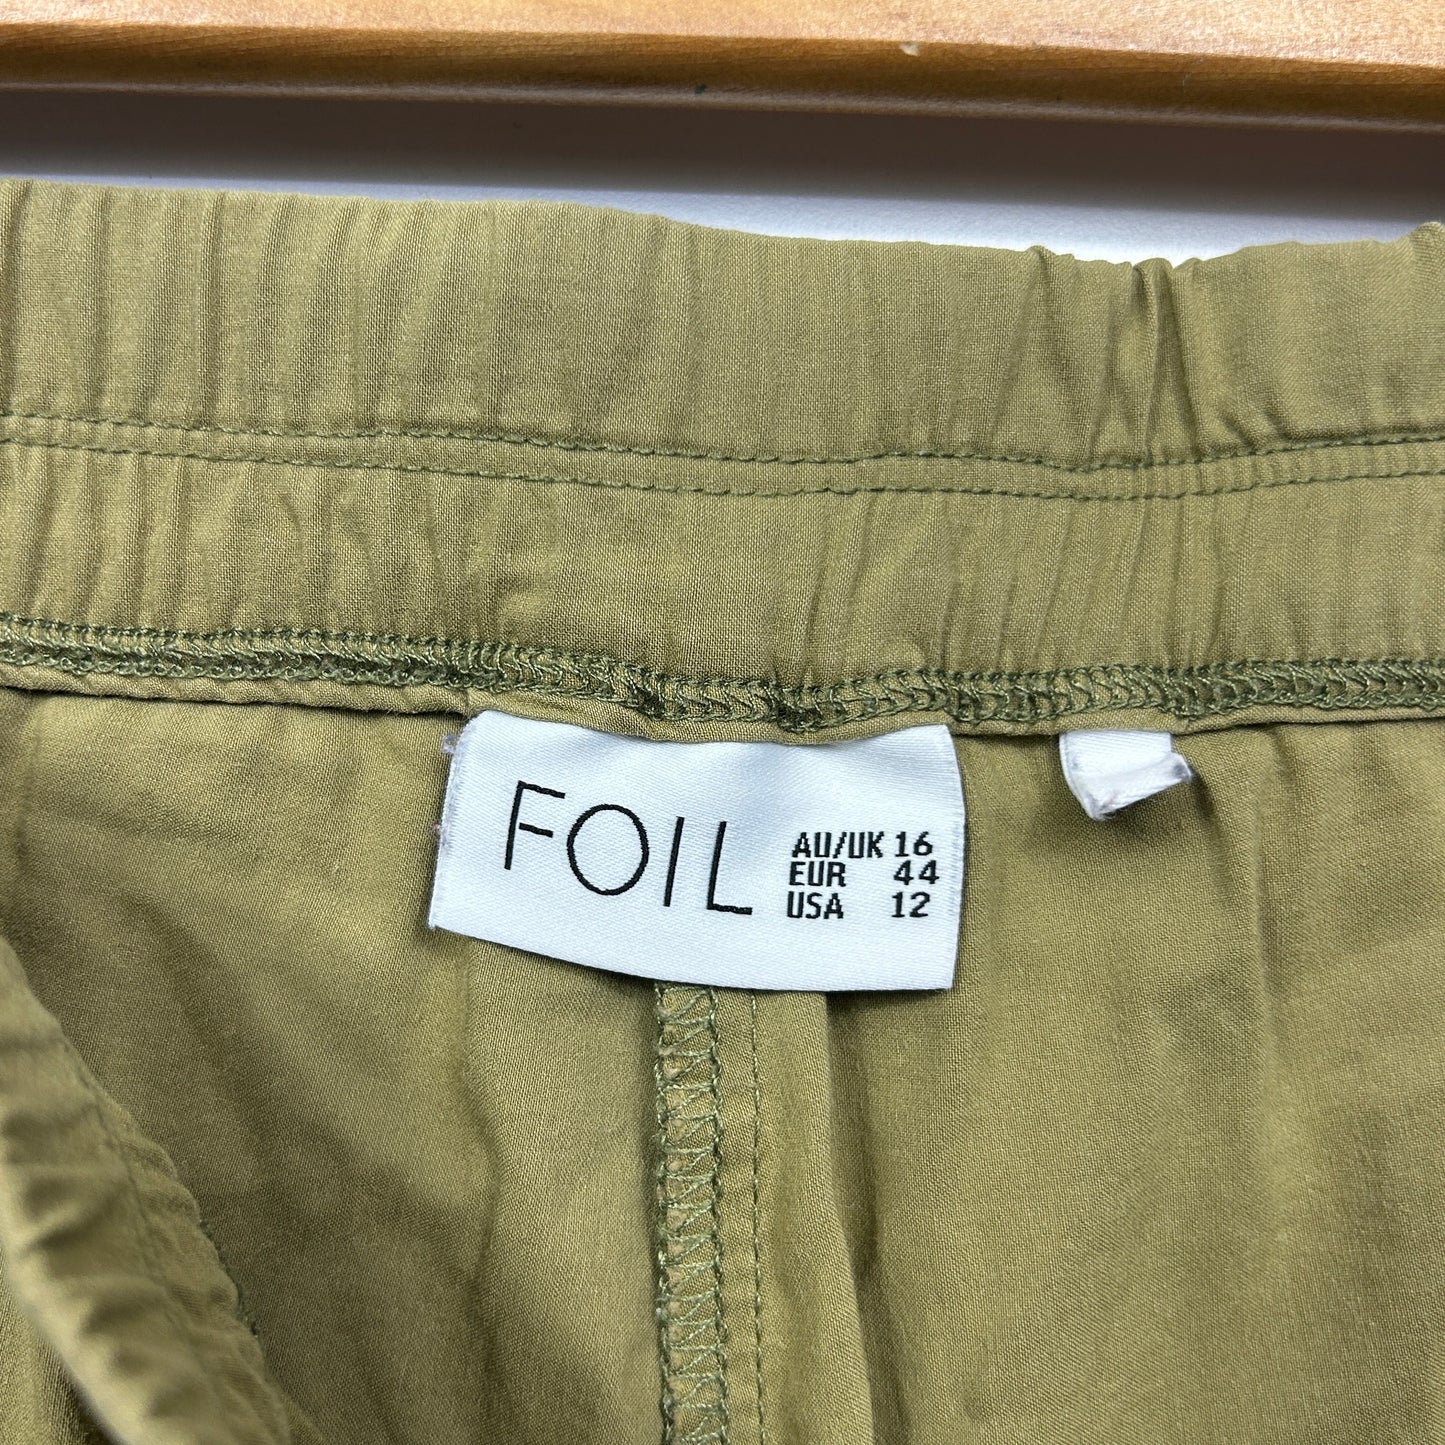 FOIL
AU/UK 16
EUR 44
USA 12